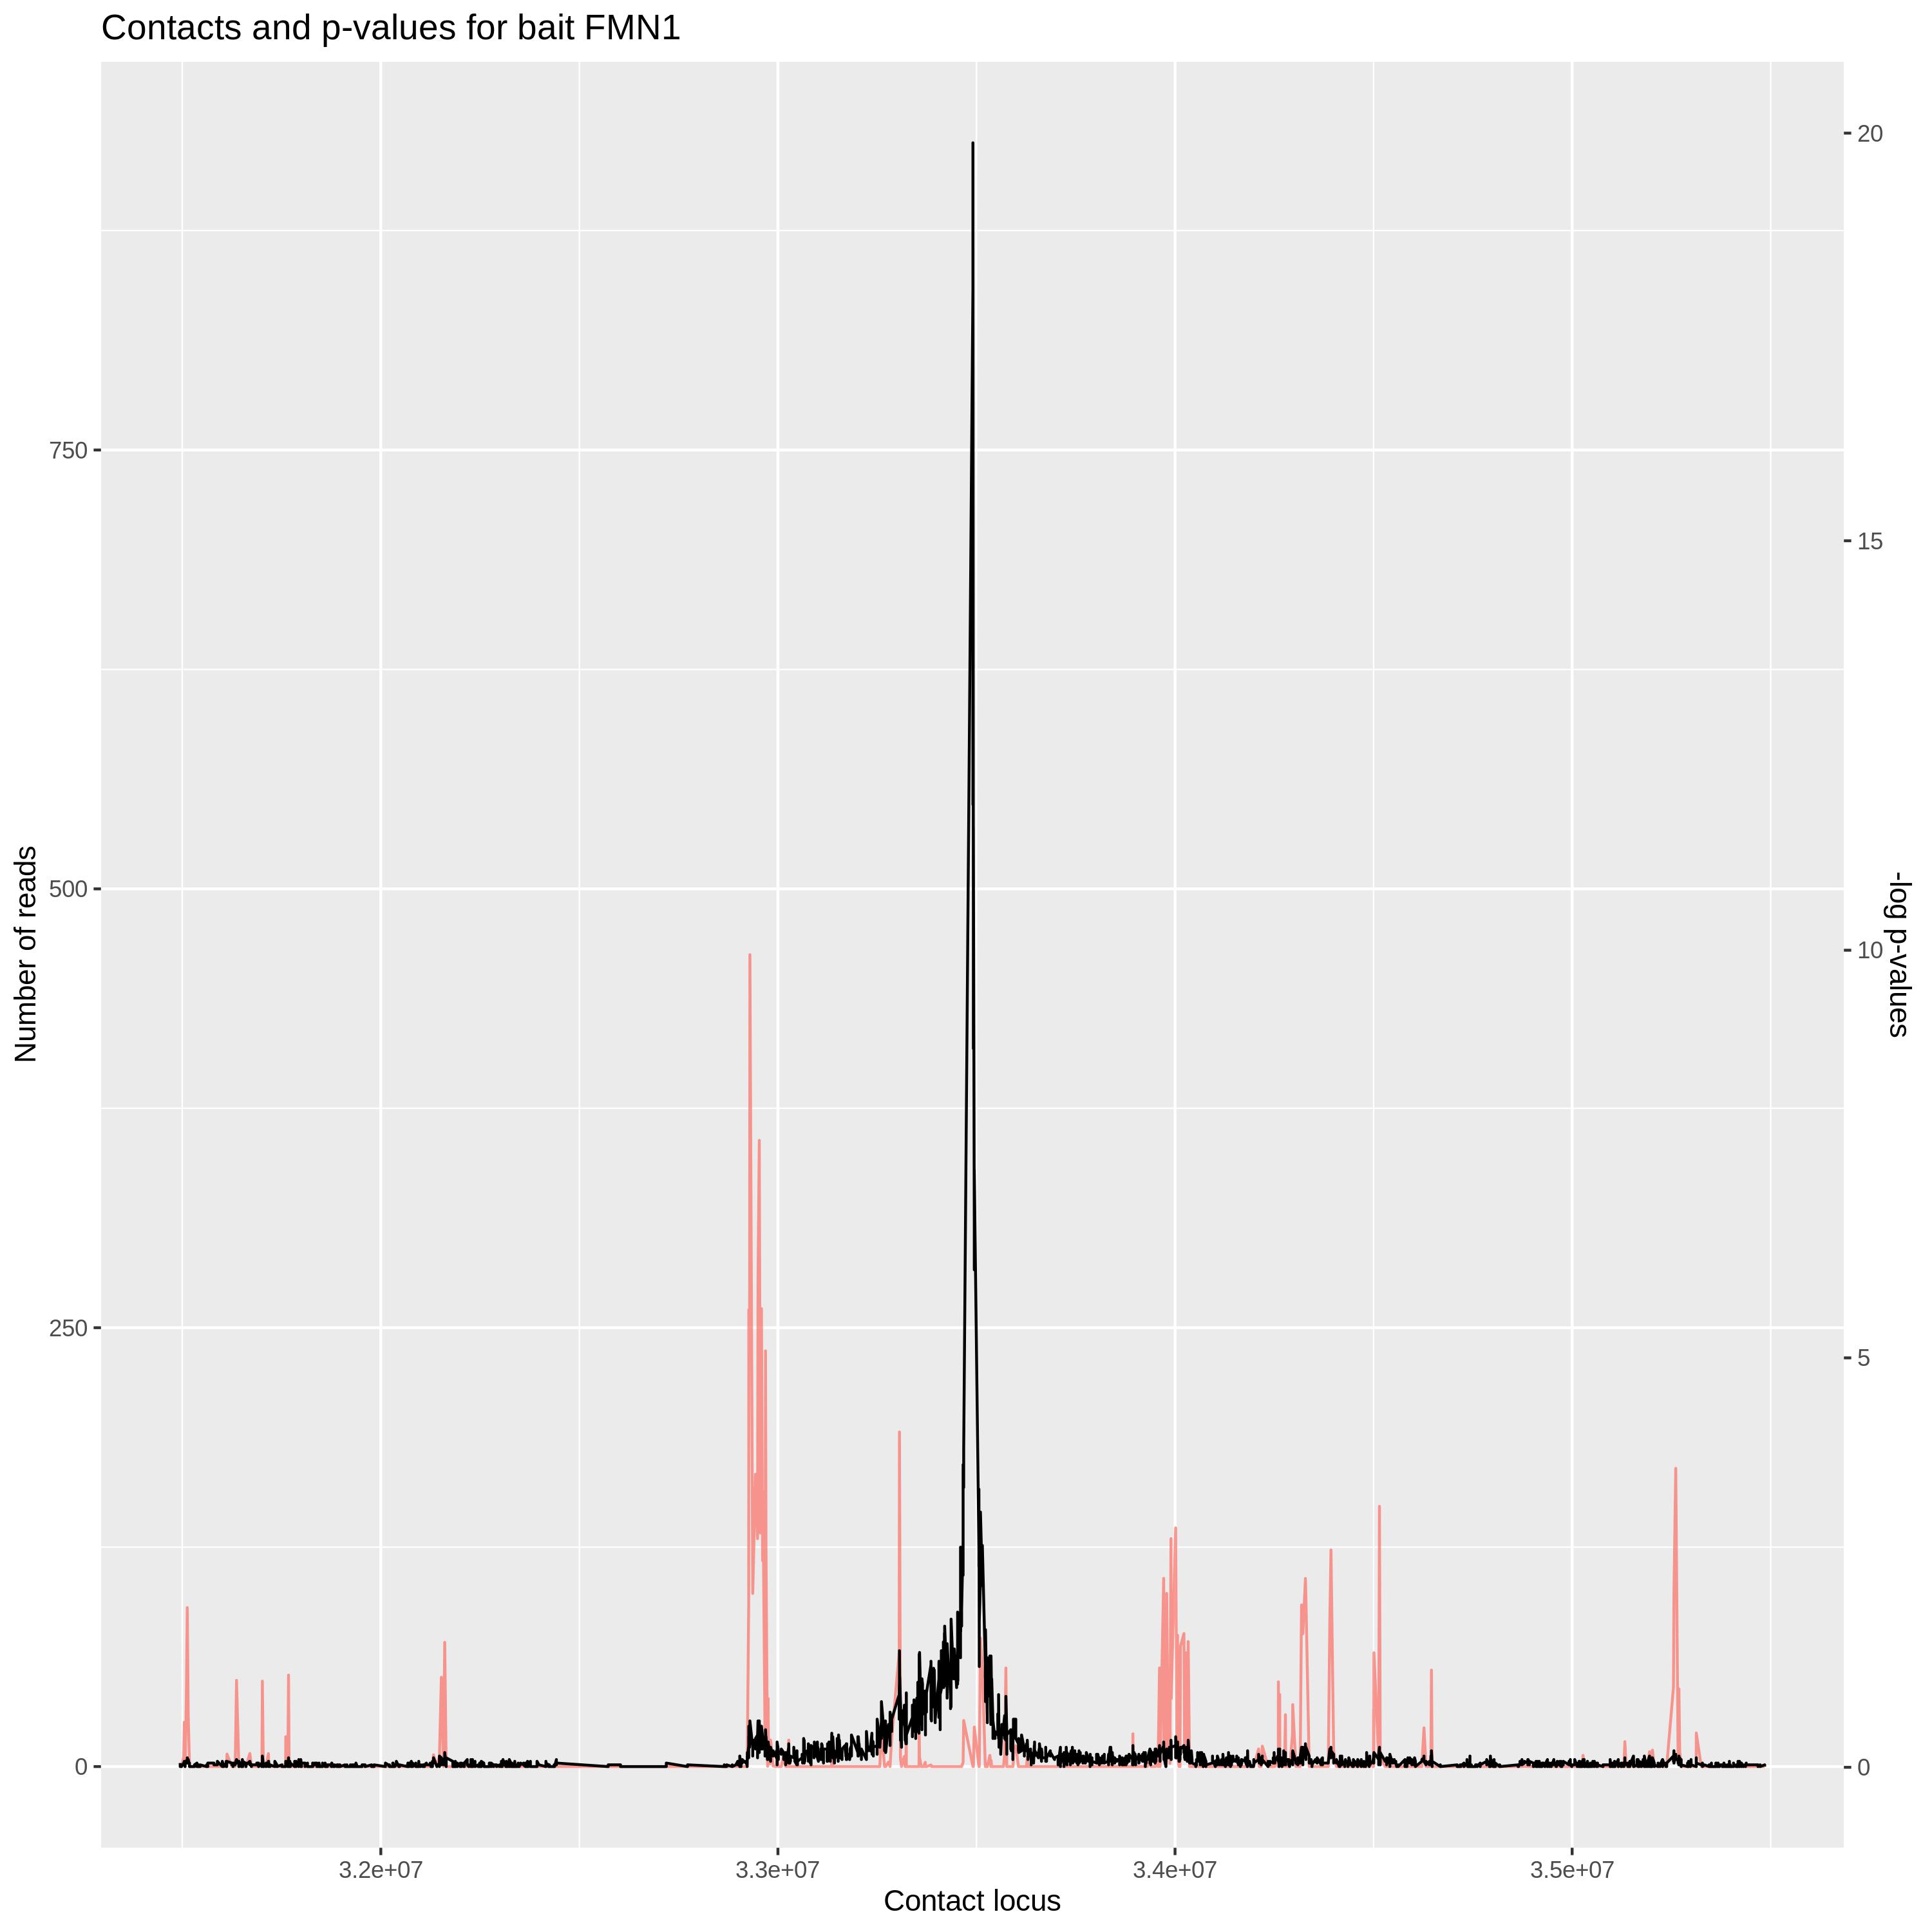 Contacts and p-values for bait FMN1
750
500
250
0
Number of reads
20
15
10
5
0
-log p-values
3.2e+07
3.3e+07
3.4e+07
3.5e+07
Contact locus